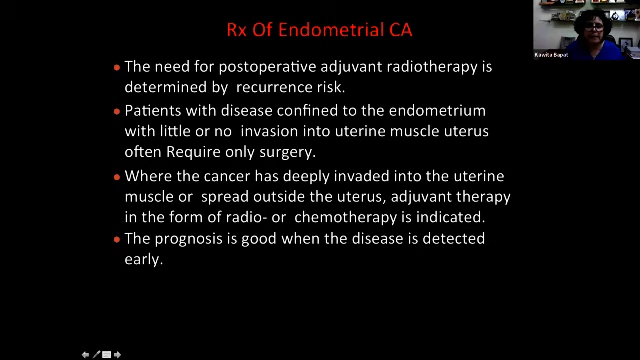 Rx Of Endometrial CA
Kawita Bapat
The need for postoperative adjuvant radiotherapy is
determined by recurrence risk.
Patients with disease confined to the endometrium
with little or no invasion into uterine muscle uterus
often Require only surgery.
Where the cancer has deeply invaded into the uterine
muscle or spread outside the uterus, adjuvant therapy
in the form of radio- or chemotherapy is indicated.
The prognosis is good when the disease is detected
early.